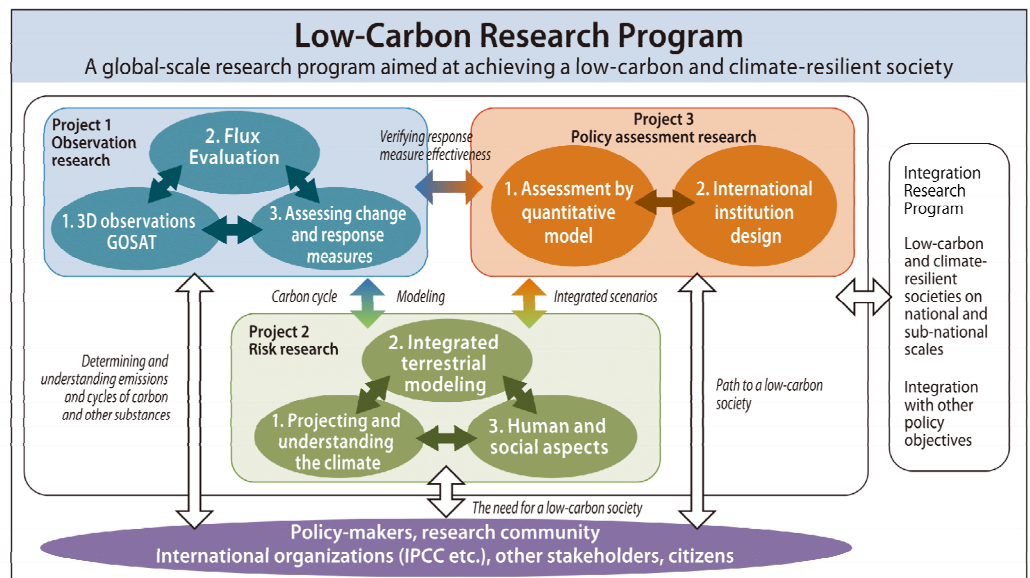 Low-Carbon Research Program
A global-scale research program aimed at achieving a low-carbon and climate-resilient society
Project 1
Observation
research
2. Flux
Evaluation
1. 3D observations
GOSAT
3. Assessing change
and response
measures
Verifying response
measure effectiveness
Project 3
Policy assessment research
1. Assessment by
quantitative
model
2. International
institution
design
Carbon cycle
Modeling
Integrated scenarios
Project 2
Risk research
2. Integrated
terrestrial
modeling
1. Projecting and
understanding
the climate
3. Human and
social aspects
Determining and
understanding emissions
and cycles of carbon
and other substances
Path to a low-carbon
society
The need for a low-carbon society
Integration
Research
Program
Low-carbon
and climate-
resilient
societies on
national and
sub-national
scales
Integration
with other
policy
objectives
Policy-makers, research community
International organizations (IPCC etc.), other stakeholders, citizens